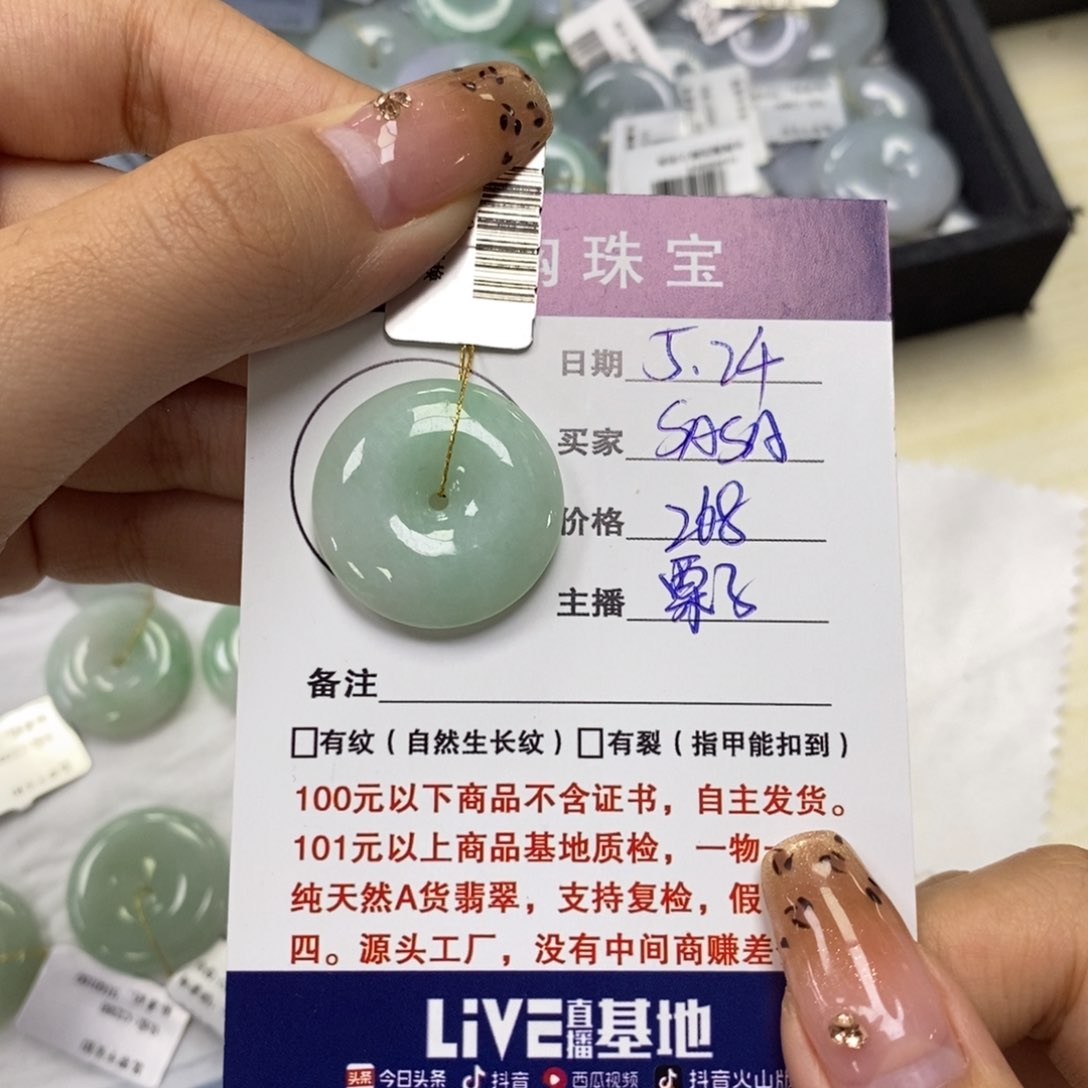 珠宝
日期 5.24
买家 SASA
价格 268
主播
备注
□有纹（自然生长纹）□有裂（指甲能扣到）
100元以下商品不含证书，自主发货。
101元以上商品基地质检，一物一
纯天然A货翡翠，支持复检，假
四。源头工厂，没有中间商赚差
LiVE直播基地
头条 今日头条 抖音 西瓜视频 抖音火山版